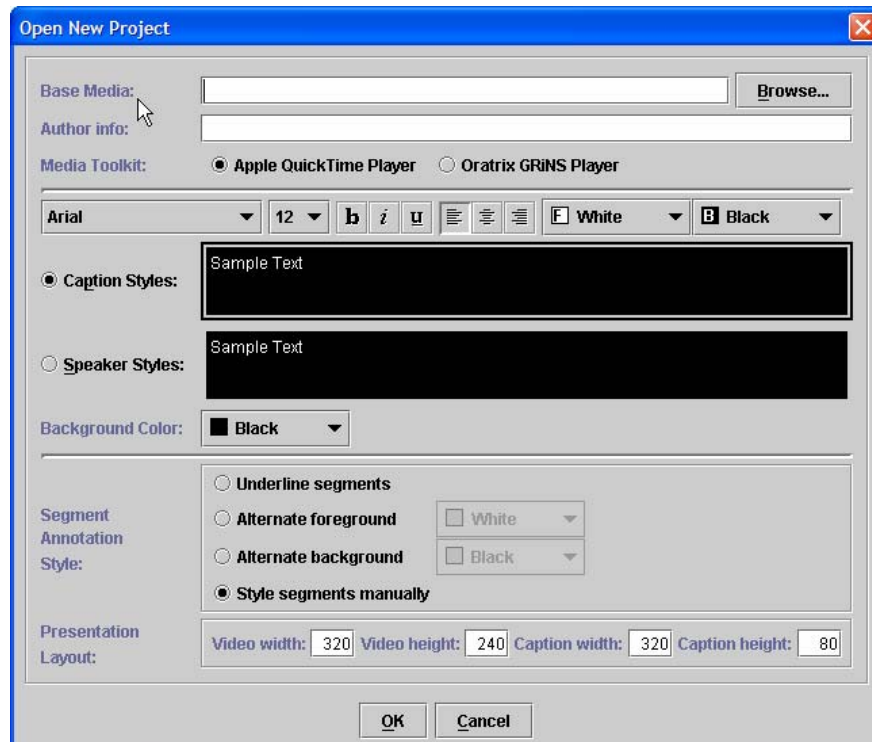 Open New Project
Base Media:
Browse...
Author info:
Media Toolkit: Apple QuickTime Player Oratrix GRiNS Player
Arial 12 b i u F White B Black
Caption Styles: Sample Text
Speaker Styles: Sample Text
Background Color: Black
Segment Annotation Style:
Underline segments
Alternate foreground White
Alternate background Black
Style segments manually
Presentation Layout:
Video width: 320 Video height: 240 Caption width: 320 Caption height: 80
OK Cancel